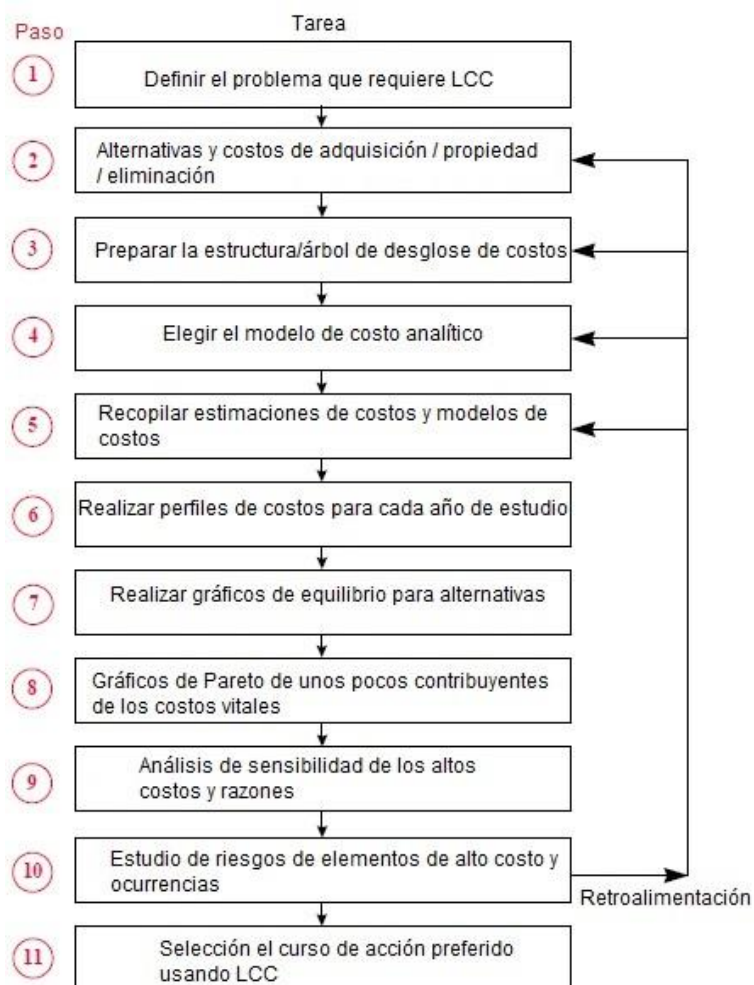 Paso
Tarea
1
Definir el problema que requiere LCC
2
Alternativas y costos de adquisición / propiedad
/ eliminación
3
Preparar la estructura/árbol de desglose de costos
4
Elegir el modelo de costo analítico
5
Recopilar estimaciones de costos y modelos de
costos
6
Realizar perfiles de costos para cada año de estudio
7
Realizar gráficos de equilibrio para alternativas
8
Gráficos de Pareto de unos pocos contribuyentes
de los costos vitales
9
Análisis de sensibilidad de los altos
costos y razones
10
Estudio de riesgos de elementos de alto costo y
ocurrencias
Retroalimentación
11
Selección el curso de acción preferido
usando LCC